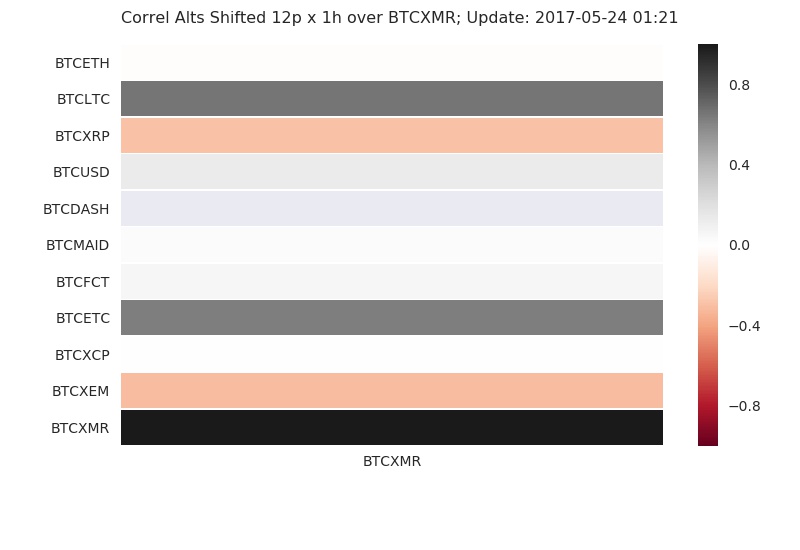 Correl Alts Shifted 12p x 1h over BTCXMR; Update: 2017-05-24 01:21
BTCETH
BTCLTC
BTCXRP
BTCUSD
BTCDASH
BTCMAID
BTCFCT
BTCETC
BTCXCP
BTCXEM
BTCXMR
BTCXMR
0.8
0.4
0.0
−0.4
−0.8